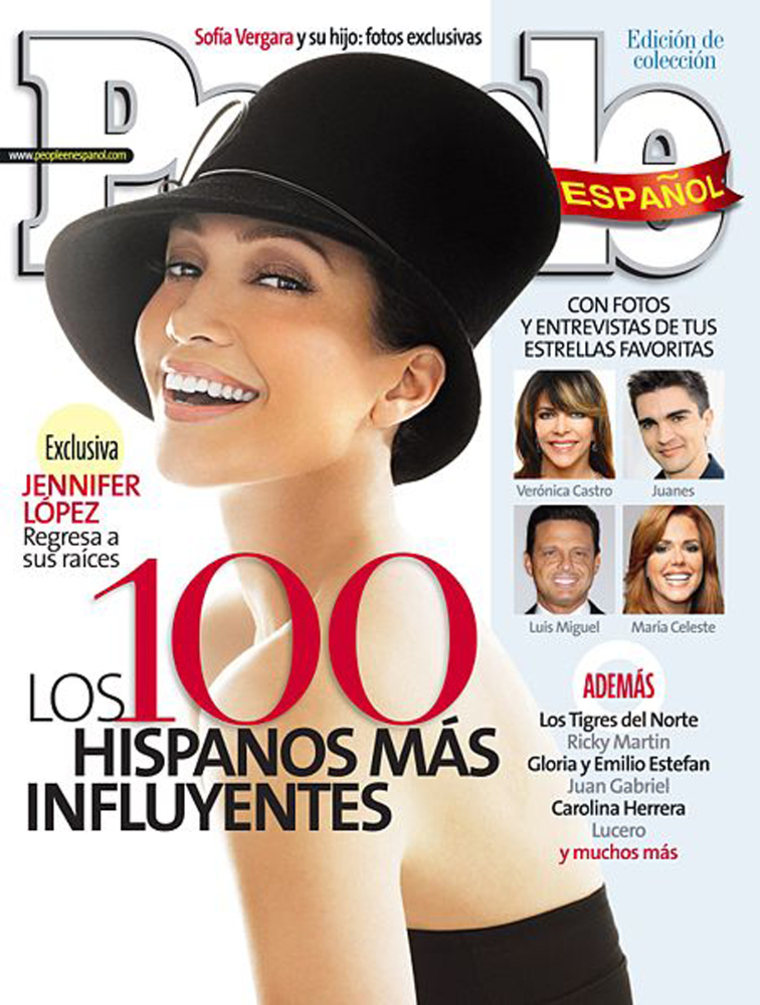 Sofía Vergara y su hijo: fotos exclusivas
Edición de
colección
People
www.peopleenespanol.com
ESPAÑOL
CON FOTOS
Y ENTREVISTAS DE TUS
ESTRELLAS FAVORITAS
Verónica Castro
Juanes
Luis Miguel
María Celeste
Exclusiva
JENNIFER
LÓPEZ
Regresa a
sus raíces
LOS 100
HISPANOS MÁS
INFLUYENTES
ADEMÁS
Los Tigres del Norte
Ricky Martin
Gloria y Emilio Estefan
Juan Gabriel
Carolina Herrera
Lucero
y muchos más